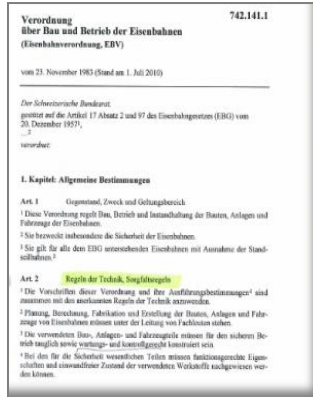 Verordnung
742.141.1
über Bau und Betrieb der Eisenbahnen
(Eisenbahnverordnung, EBV)
vom 23. November 1983 (Stand am 1. Juli 2010)
Der Schweizerische Bundesrat,
gestützt auf die Artikel 17 Absatz 2 und 97 des Eisenbahngesetzes (EBG) vom
20. Dezember 1957¹,
...²
verordnet:
1. Kapitel: Allgemeine Bestimmungen
Art. 1 Gegenstand, Zweck und Geltungsbereich
¹ Diese Verordnung regelt Bau, Betrieb und Instandhaltung der Bauten, Anlagen und
Fahrzeuge der Eisenbahnen.
² Sie bezweckt insbesondere die Sicherheit der Eisenbahnen.
³ Sie gilt für alle dem EBG unterstehenden Eisenbahnen mit Ausnahme der Stand-
seilbahnen.³
Art. 2 Regeln der Technik, Sorgfaltsregeln
¹ Die Vorschriften dieser Verordnung und ihre Ausführungsbestimmungen⁴ sind
zusammen mit den anerkannten Regeln der Technik anzuwenden.
² Planung, Berechnung, Fabrikation und Erstellung der Bauten, Anlagen und Fahr-
zeuge von Eisenbahnen müssen unter der Leitung von Fachleuten stehen.
³ Die verwendeten Bau-, Anlagen- und Fahrzeugteile müssen für den sicheren Be-
trieb tauglich sowie wartungs- und kontrollgerecht konstruiert sein.
⁴ Bei den für die Sicherheit wesentlichen Teilen müssen funktionsgerechte Eigen-
schaften und einwandfreier Zustand der verwendeten Werkstoffe nachgewiesen wer-
den können.